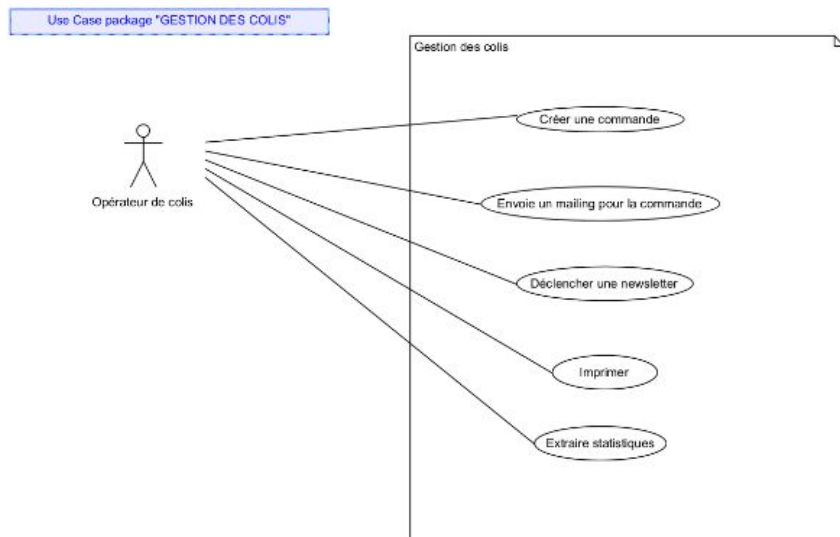 Use Case package "GESTION DES COLIS"
Gestion des colis
Créer une commande
Opérateur de colis
Envoie un mailing pour la commande
Déclencher une newsletter
Imprimer
Extraire statistiques